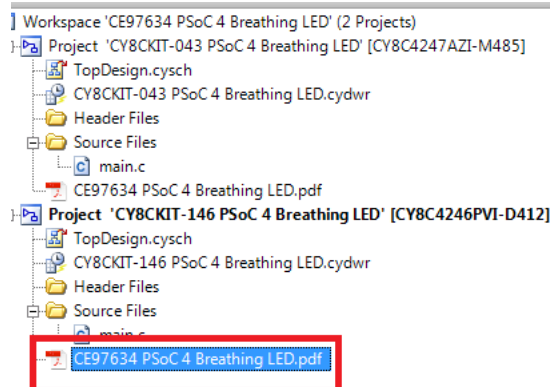 Workspace 'CE97634 PSoC 4 Breathing LED' (2 Projects)
Project 'CY8CKIT-043 PSoC 4 Breathing LED' [CY8C4247AZI-M485]
TopDesign.cysch
CY8CKIT-043 PSoC 4 Breathing LED.cydwr
Header Files
Source Files
main.c
CE97634 PSoC 4 Breathing LED.pdf
Project 'CY8CKIT-146 PSoC 4 Breathing LED' [CY8C4246PVI-D412]
TopDesign.cysch
CY8CKIT-146 PSoC 4 Breathing LED.cydwr
Header Files
Source Files
main.c
CE97634 PSoC 4 Breathing LED.pdf